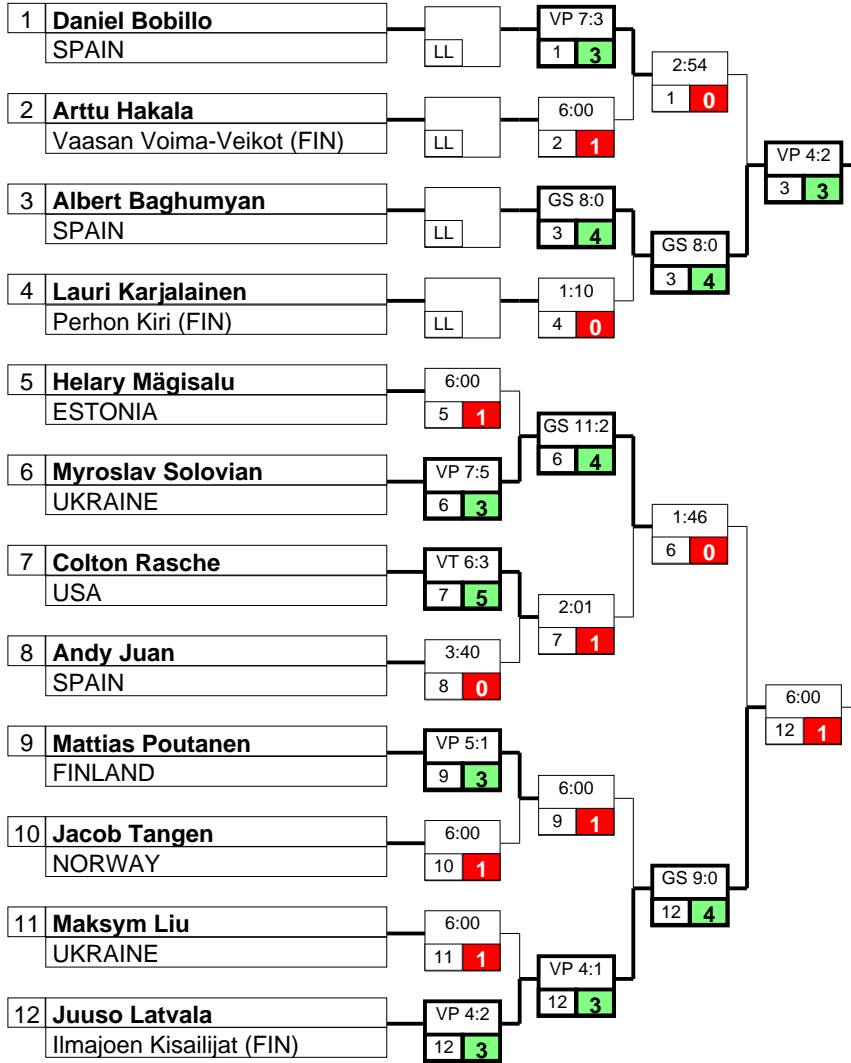 1 Daniel Bobillo
SPAIN
2 Arttu Hakala
Vaasan Voima-Veikot (FIN)
3 Albert Baghumyan
SPAIN
4 Lauri Karjalainen
Perhon Kiri (FIN)
5 Helary Mägisalu
ESTONIA
6 Myroslav Solovian
UKRAINE
7 Colton Rasche
USA
8 Andy Juan
SPAIN
9 Mattias Poutanen
FINLAND
10 Jacob Tangen
NORWAY
11 Maksym Liu
UKRAINE
12 Juuso Latvala
Ilmajoen Kisailijat (FIN)
LL
LL
LL
LL
6:00
5 1
VP 7:5
6 3
VT 6:3
7 5
3:40
8 0
VP 5:1
9 3
6:00
10 1
6:00
11 1
VP 4:2
12 3
VP 7:3
1 3
6:00
2 1
GS 8:0
3 4
1:10
4 0
GS 11:2
6 4
2:01
7 1
6:00
9 1
VP 4:1
12 3
2:54
1 0
GS 8:0
3 4
1:46
6 0
GS 9:0
12 4
VP 4:2
3 3
6:00
12 1